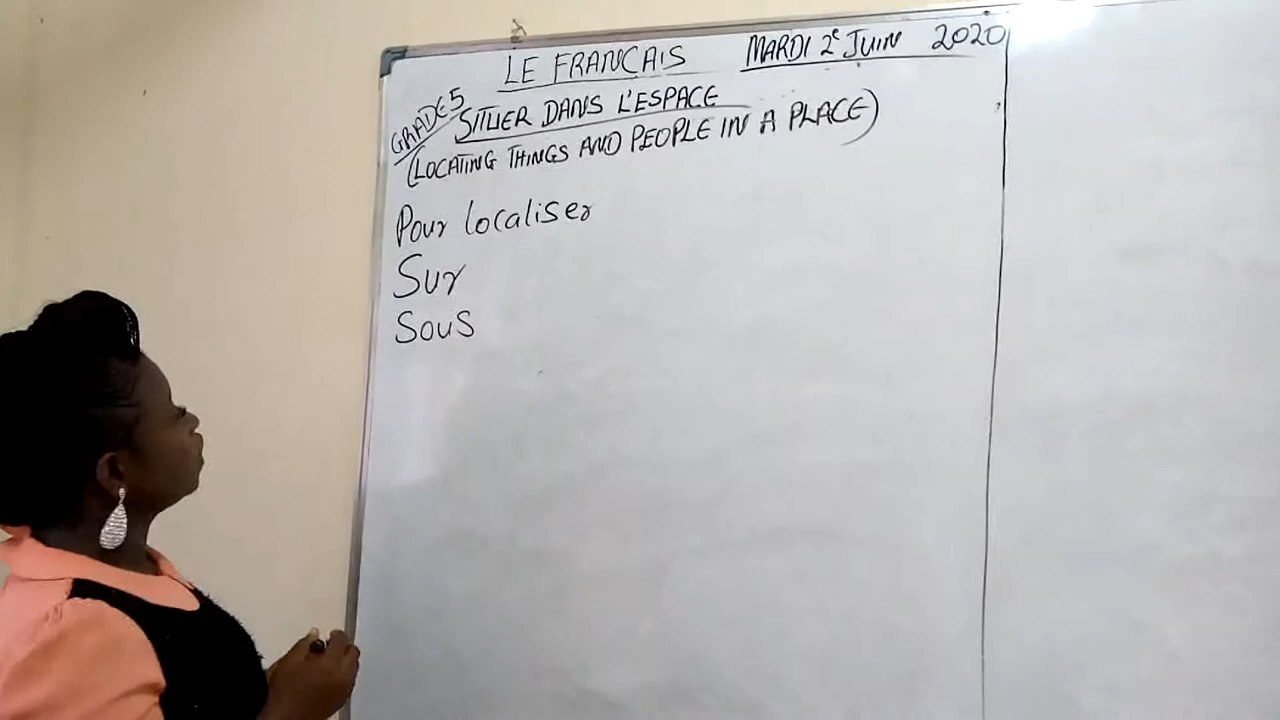 LE FRANCAIS MARDI 2e JUIN 2020
GRADE 5
SITUER DANS L'ESPACE
(LOCATING THINGS AND PEOPLE IN A PLACE)
Pour localiser
Sur
Sous